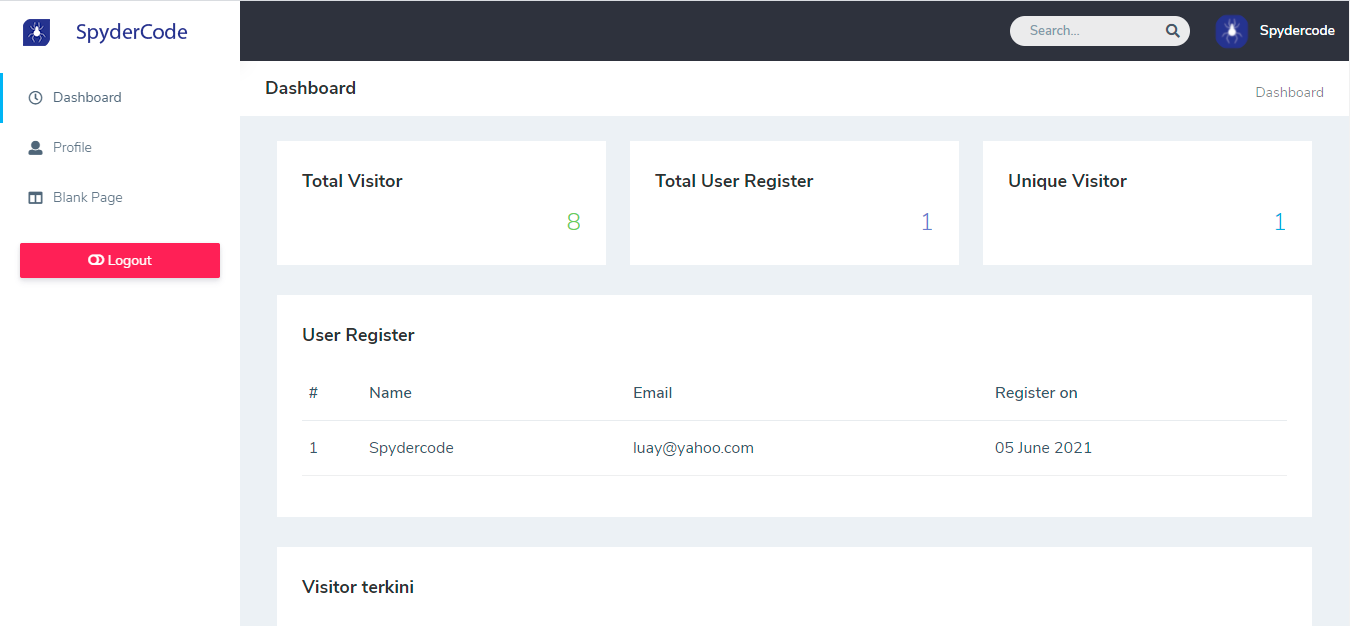 SpyderCode
Search...
Spydercode
Dashboard
Profile
Blank Page
Logout
Dashboard
Dashboard
Total Visitor
8
Total User Register
1
Unique Visitor
1
User Register
# Name Email Register on
1 Spydercode luay@yahoo.com 05 June 2021
Visitor terkini